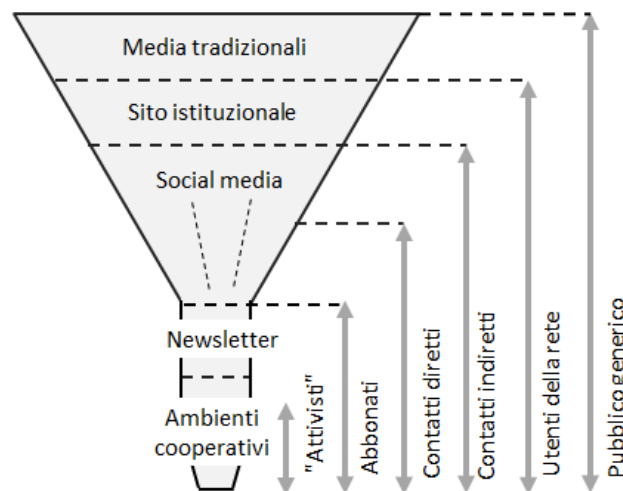 Media tradizionali
Sito istituzionale
Social media
Newsletter
Ambienti
cooperativi
"Attivisti"
Abbonati
Contatti diretti
Contatti indiretti
Utenti della rete
Pubblico generico